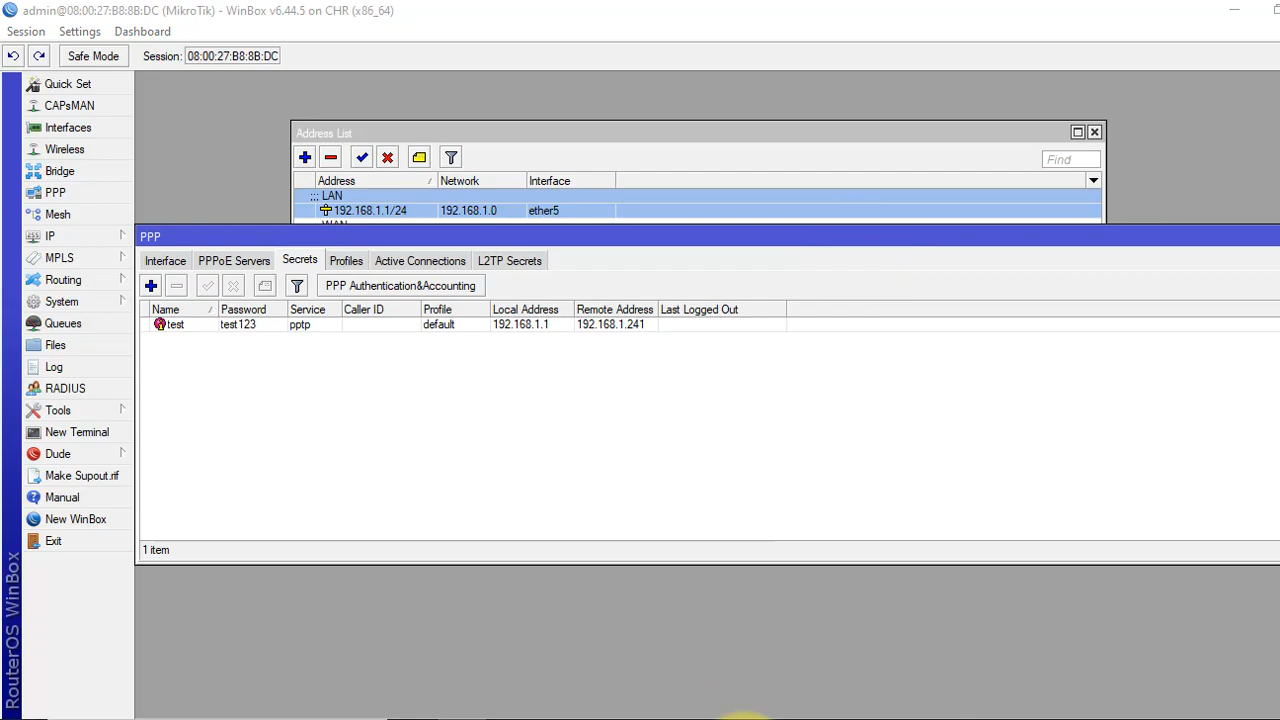 admin@08:00:27:B8:8B:DC (MikroTik) - WinBox v6.44.5 on CHR (x86_64)
Session Settings Dashboard
Safe Mode Session: 08:00:27:B8:8B:DC
Quick Set
CAPsMAN
Interfaces
Wireless
Bridge
PPP
Mesh
IP
MPLS
Routing
System
Queues
Files
Log
RADIUS
Tools
New Terminal
Dude
Make Supout.rif
Manual
New WinBox
Exit
RouterOS WinBox
Address List
Find
Address Network Interface
::: LAN
192.168.1.1/24 192.168.1.0 ether5
PPP
Interface PPPoE Servers Secrets Profiles Active Connections L2TP Secrets
PPP Authentication&Accounting
Name Password Service Caller ID Profile Local Address Remote Address Last Logged Out
test test123 pptp default 192.168.1.1 192.168.1.241
1 item